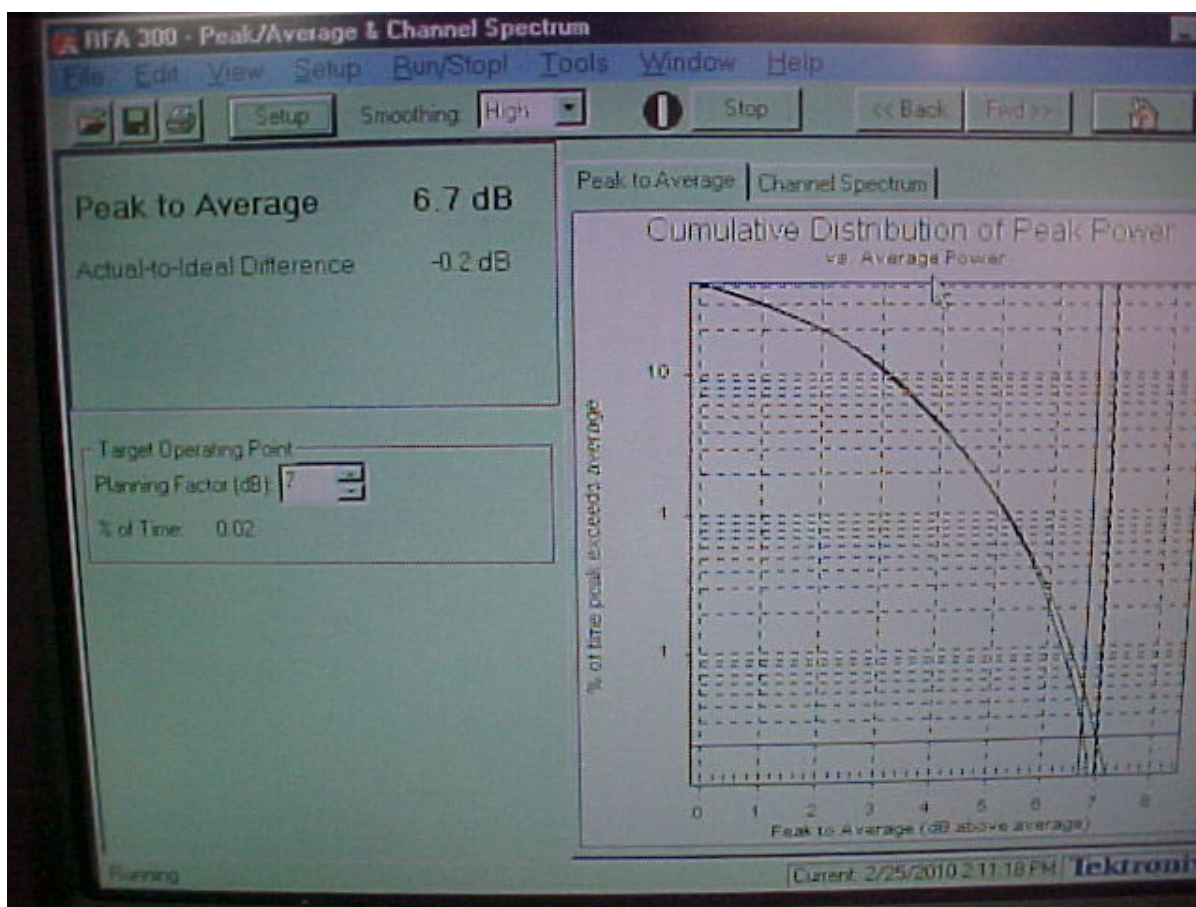 RFA 300 - Peak/Average & Channel Spectrum
File Edit View Setup Run/Stop! Tools Window Help
Setup Smoothing: High Stop << Back Fwd >>
Peak to Average 6.7 dB
Actual-to-Ideal Difference -0.2 dB
Target Operating Point
Planning Factor (dB): 7
% of Time: 0.02
Peak to Average Channel Spectrum
Cumulative Distribution of Peak Power
vs. Average Power
% of time peak exceeds average
10
1
.1
0 1 2 3 4 5 6 7 8
Peak to Average (dB above average)
Running
Current: 2/25/2010 2:11:18 PM Tektronix